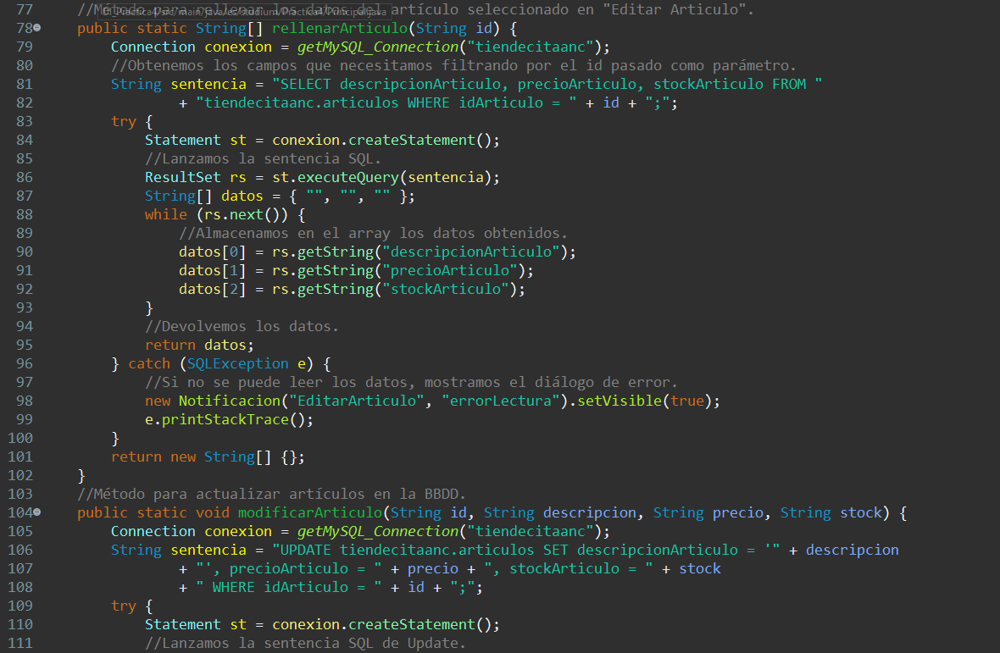 77 //Método para rellenar los datos del artículo seleccionado en "Editar Articulo".
Practica4/src/main/java/es/studium/Practica4/Principal.java
78 public static String[] rellenarArticulo(String id) {
79 Connection conexion = getMySQL_Connection("tiendecitaanc");
80 //Obtenemos los campos que necesitamos filtrando por el id pasado como parámetro.
81 String sentencia = "SELECT descripcionArticulo, precioArticulo, stockArticulo FROM "
82 + "tiendecitaanc.articulos WHERE idArticulo = " + id + ";";
83 try {
84 Statement st = conexion.createStatement();
85 //Lanzamos la sentencia SQL.
86 ResultSet rs = st.executeQuery(sentencia);
87 String[] datos = { "", "", "" };
88 while (rs.next()) {
89 //Almacenamos en el array los datos obtenidos.
90 datos[0] = rs.getString("descripcionArticulo");
91 datos[1] = rs.getString("precioArticulo");
92 datos[2] = rs.getString("stockArticulo");
93 }
94 //Devolvemos los datos.
95 return datos;
96 } catch (SQLException e) {
97 //Si no se puede leer los datos, mostramos el diálogo de error.
98 new Notificacion("EditarArticulo", "errorLectura").setVisible(true);
99 e.printStackTrace();
100 }
101 return new String[] {};
102 }
103 //Método para actualizar artículos en la BBDD.
104 public static void modificarArticulo(String id, String descripcion, String precio, String stock) {
105 Connection conexion = getMySQL_Connection("tiendecitaanc");
106 String sentencia = "UPDATE tiendecitaanc.articulos SET descripcionArticulo = '" + descripcion
107 + "', precioArticulo = " + precio + ", stockArticulo = " + stock
108 + " WHERE idArticulo = " + id + ";";
109 try {
110 Statement st = conexion.createStatement();
111 //Lanzamos la sentencia SQL de Update.